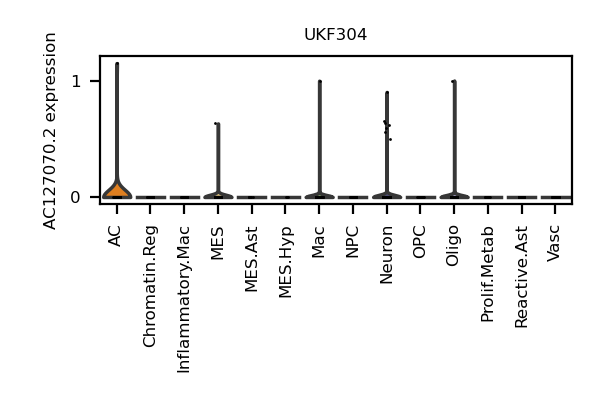 UKF304
AC127070.2 expression
1
0
AC
Chromatin.Reg
Inflammatory.Mac
MES
MES.Ast
MES.Hyp
Mac
NPC
Neuron
OPC
Oligo
Prolif.Metab
Reactive.Ast
Vasc